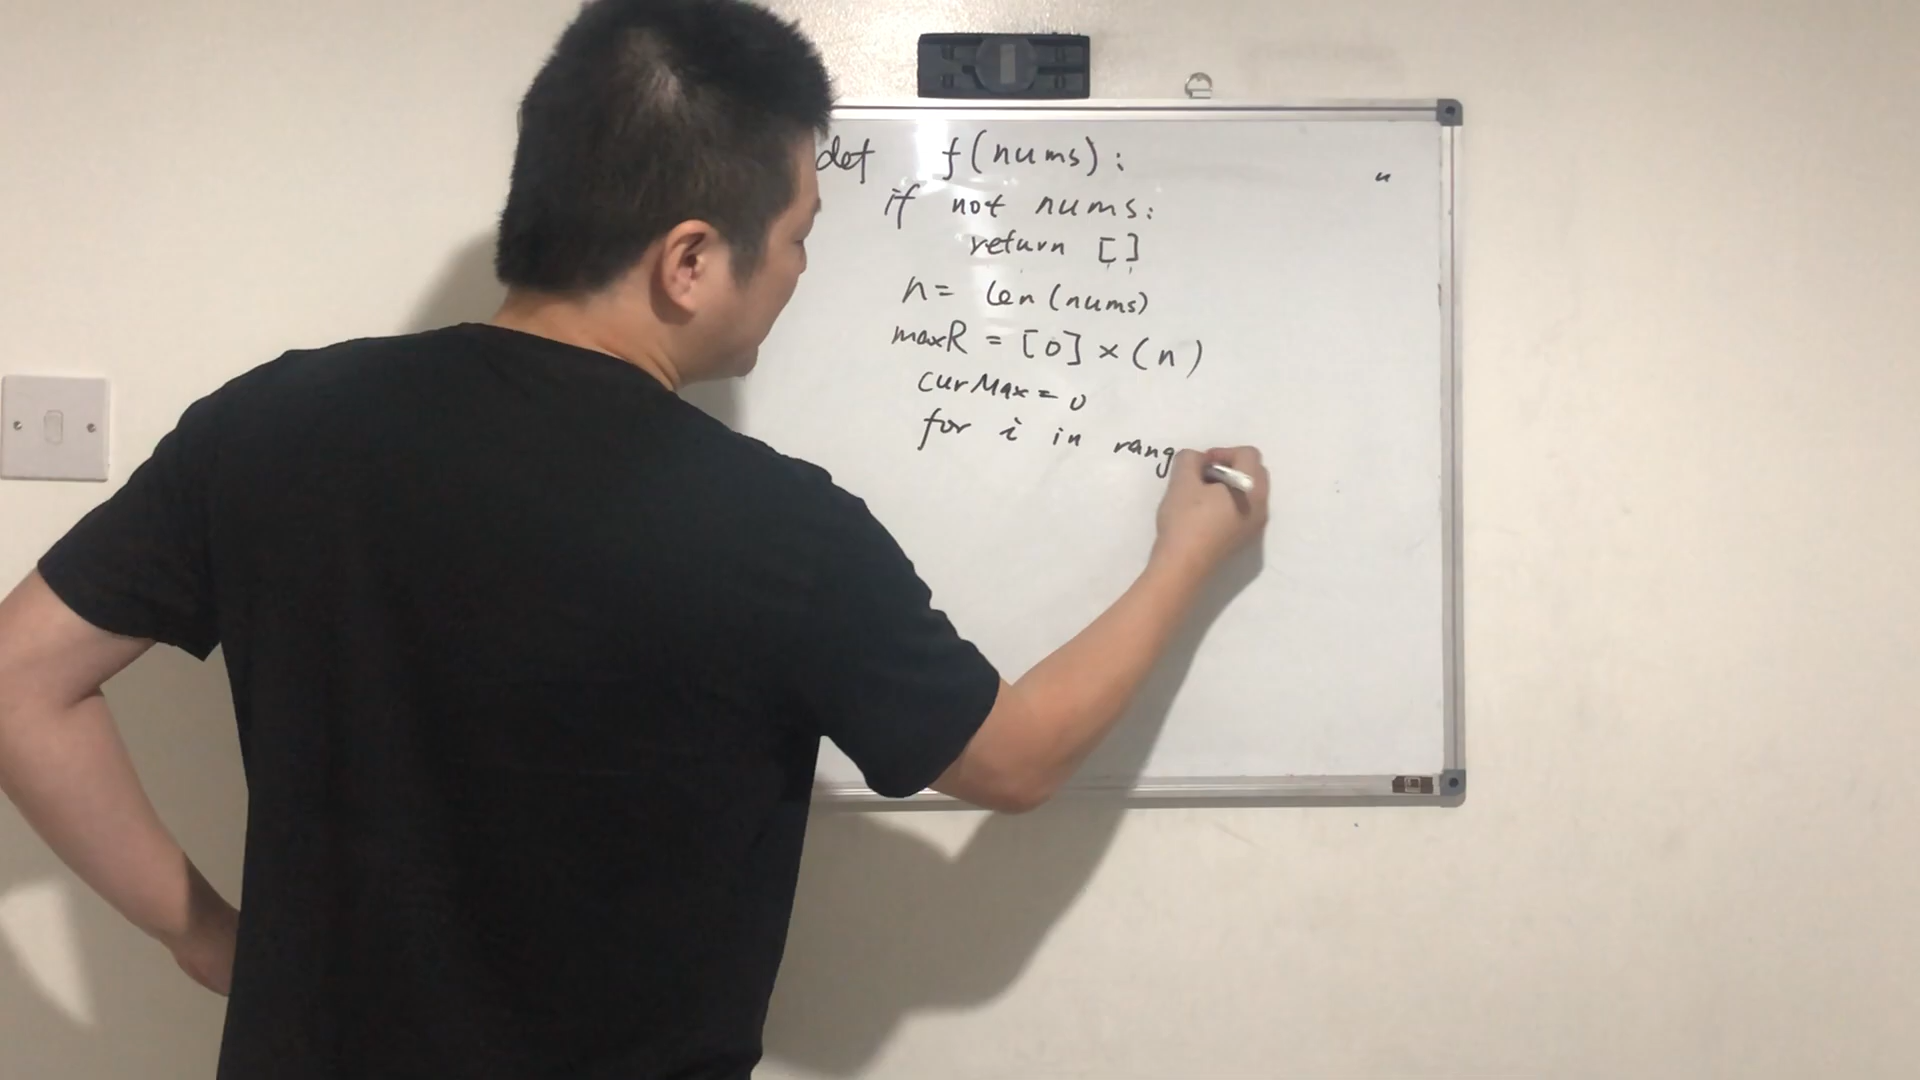 def f(nums):
if not nums:
return []
n = len(nums)
maxR = [0] × (n)
curMax = 0
for i in rang